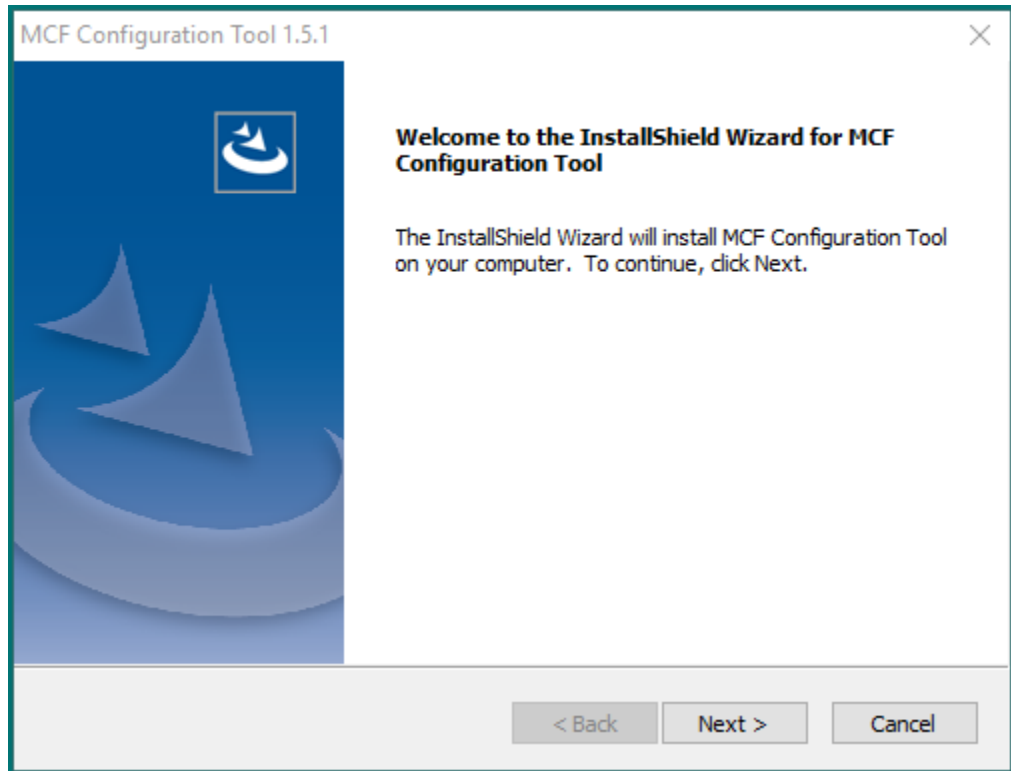 MCF Configuration Tool 1.5.1
Welcome to the InstallShield Wizard for MCF
Configuration Tool
The InstallShield Wizard will install MCF Configuration Tool
on your computer. To continue, click Next.
< Back Next > Cancel